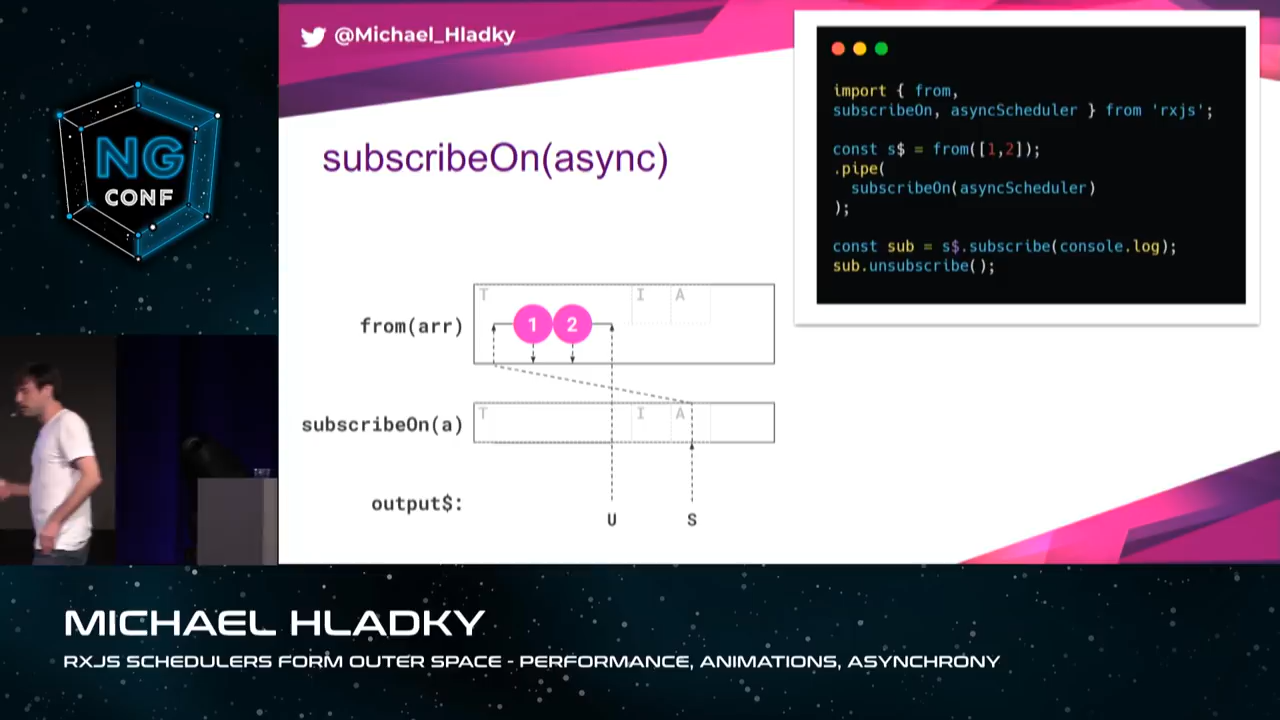 @Michael_Hladky
NG
CONF
subscribeOn(async)
import { from,
subscribeOn, asyncScheduler } from 'rxjs';
const s$ = from([1,2]);
.pipe(
subscribeOn(asyncScheduler)
);
const sub = s$.subscribe(console.log);
sub.unsubscribe();
T I A
from(arr) 1 2
T I A
subscribeOn(a)
output$:
U S
MICHAEL HLADKY
RXJS SCHEDULERS FORM OUTER SPACE - PERFORMANCE, ANIMATIONS, ASYNCHRONY